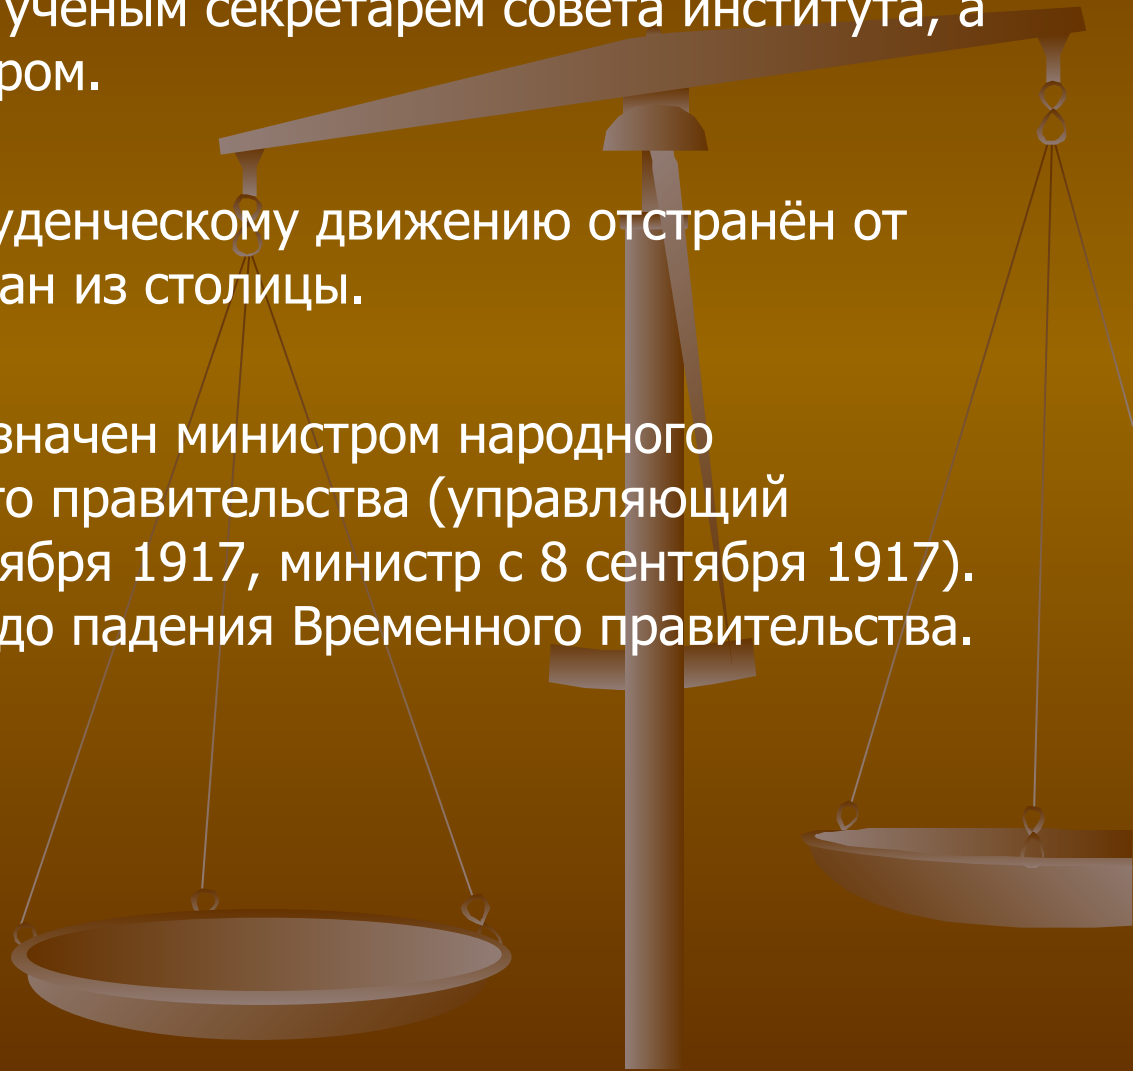 учёным секретарём совета института, а
ром.
уденческому движению отстранён от
ан из столицы.
значен министром народного
го правительства (управляющий
ября 1917, министр с 8 сентября 1917).
до падения Временного правительства.